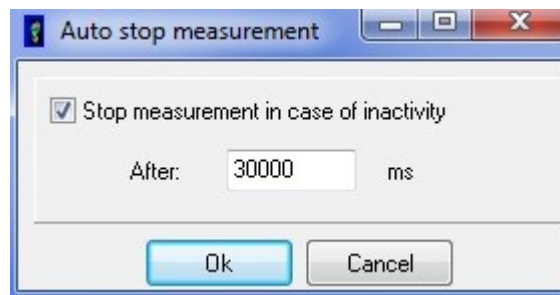 Auto stop measurement
Stop measurement in case of inactivity
After: 30000 ms
Ok Cancel